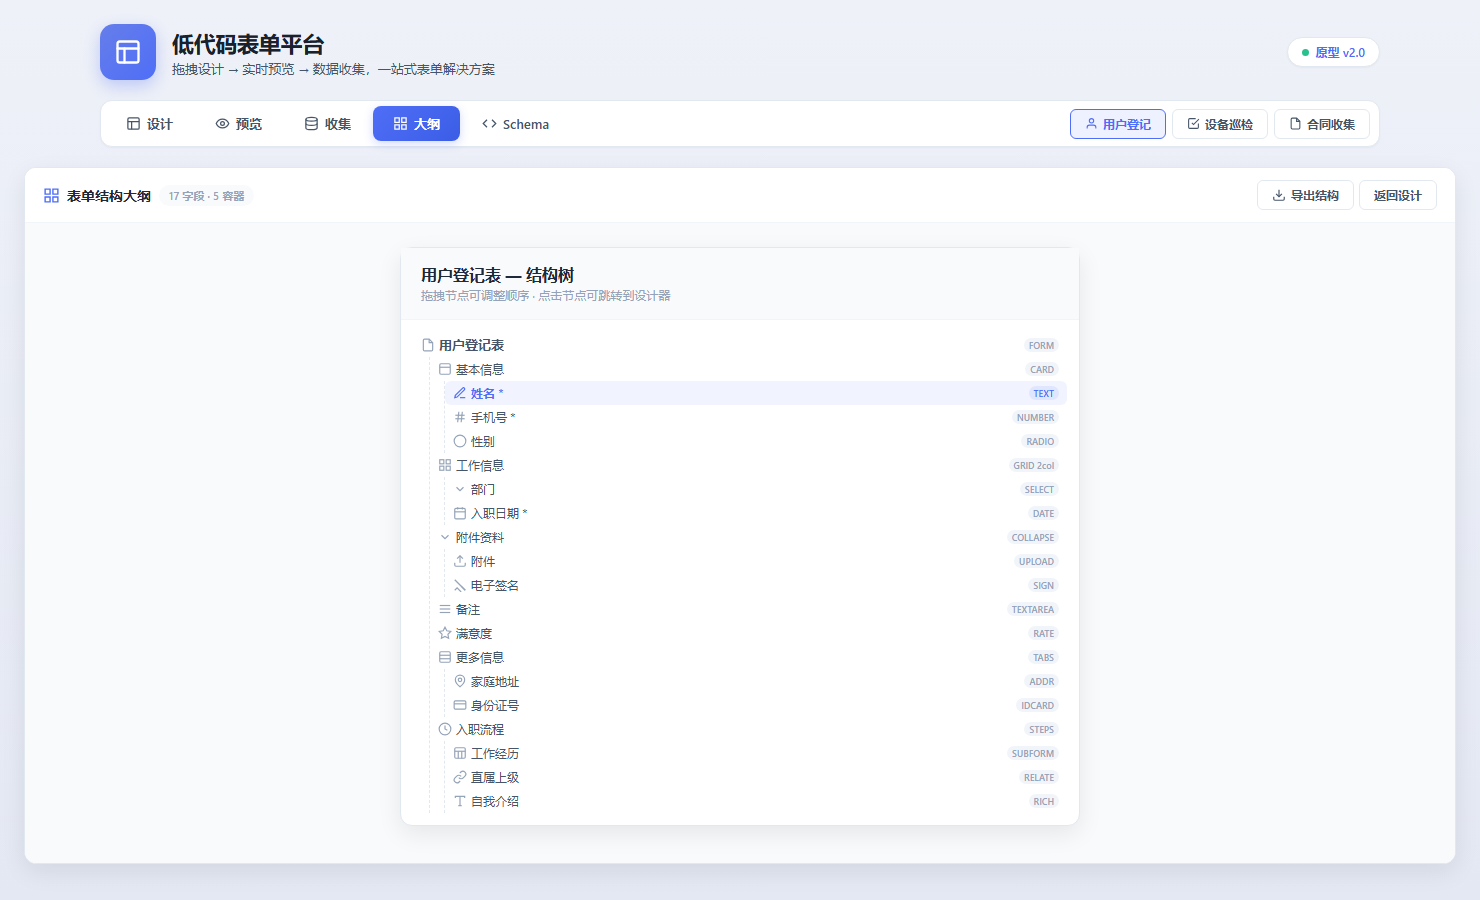 低代码表单平台
拖拽设计 → 实时预览 → 数据收集，一站式表单解决方案
原型 v2.0
设计
预览
收集
大纲
Schema
用户登记
设备巡检
合同收集
表单结构大纲
17 字段 · 5 容器
导出结构
返回设计
用户登记表 — 结构树
拖拽节点可调整顺序 · 点击节点可跳转到设计器
用户登记表 FORM
基本信息 CARD
姓名 * TEXT
手机号 * NUMBER
性别 RADIO
工作信息 GRID 2col
部门 SELECT
入职日期 * DATE
附件资料 COLLAPSE
附件 UPLOAD
电子签名 SIGN
备注 TEXTAREA
满意度 RATE
更多信息 TABS
家庭地址 ADDR
身份证号 IDCARD
入职流程 STEPS
工作经历 SUBFORM
直属上级 RELATE
自我介绍 RICH